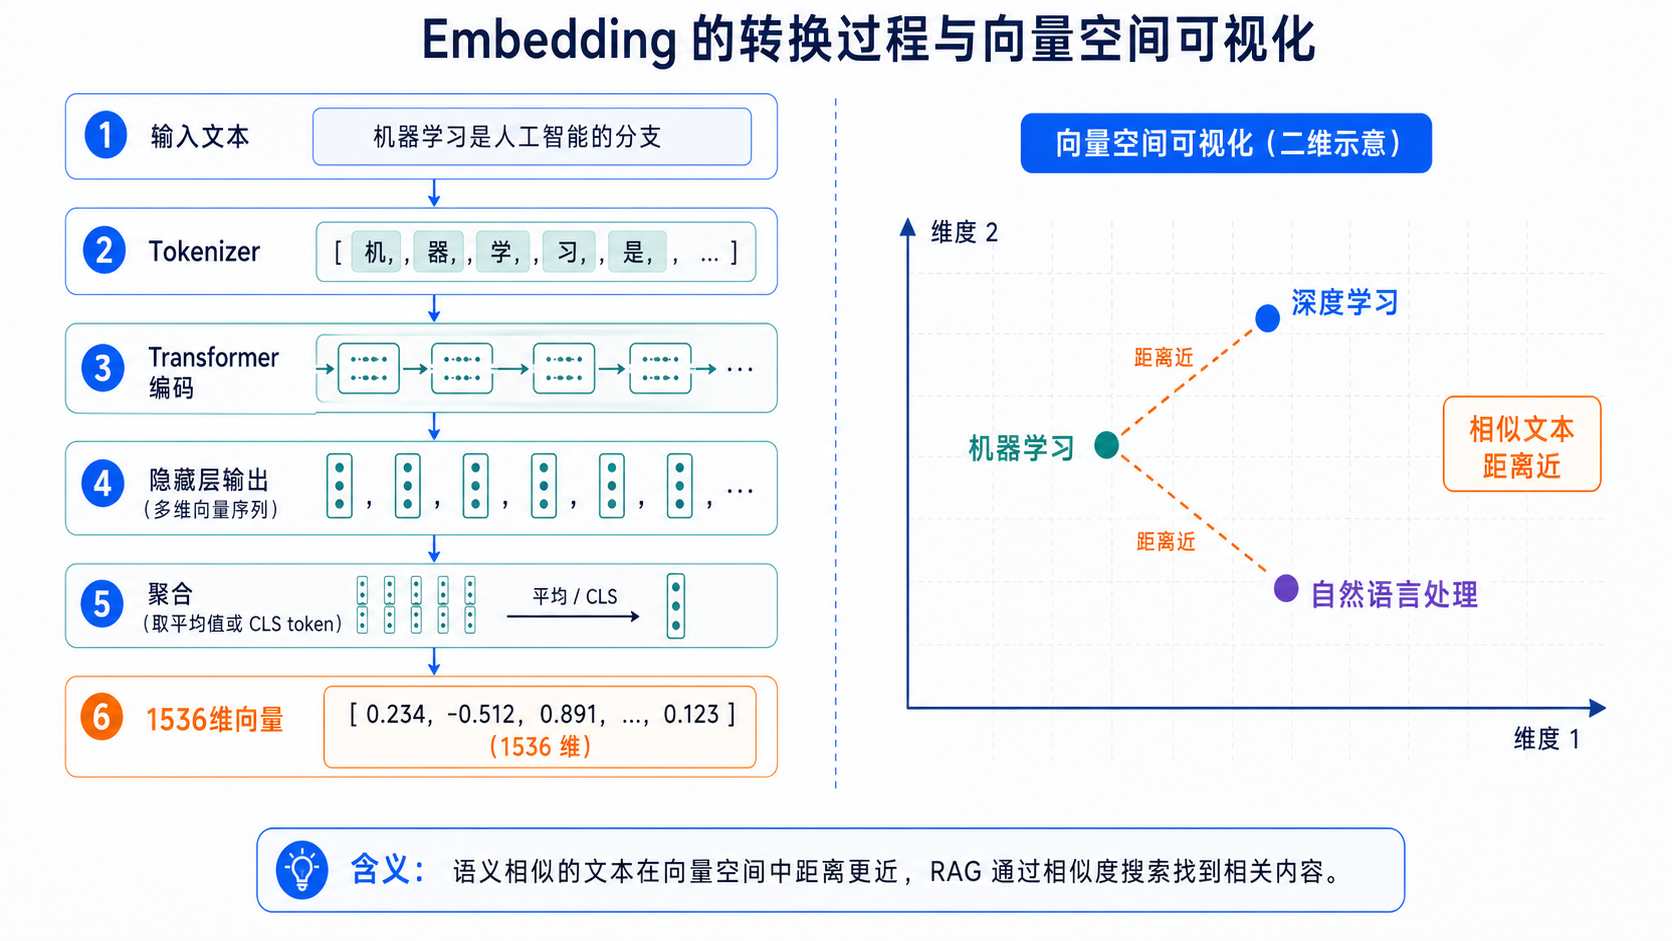 Embedding 的转换过程与向量空间可视化
1 输入文本 机器学习是人工智能的分支
2 Tokenizer [ 机, , 器, , 学, , 习, , 是, , ... ]
3 Transformer
编码
...
4 隐藏层输出
(多维向量序列)
, , , , , , ...
5 聚合
(取平均值或 CLS token)
平均 / CLS
6 1536维向量
[ 0.234, -0.512, 0.891, ..., 0.123 ]
(1536 维)
向量空间可视化（二维示意）
维度 2
深度学习
距离近
机器学习
相似文本
距离近
距离近
自然语言处理
维度 1
含义： 语义相似的文本在向量空间中距离更近，RAG 通过相似度搜索找到相关内容。